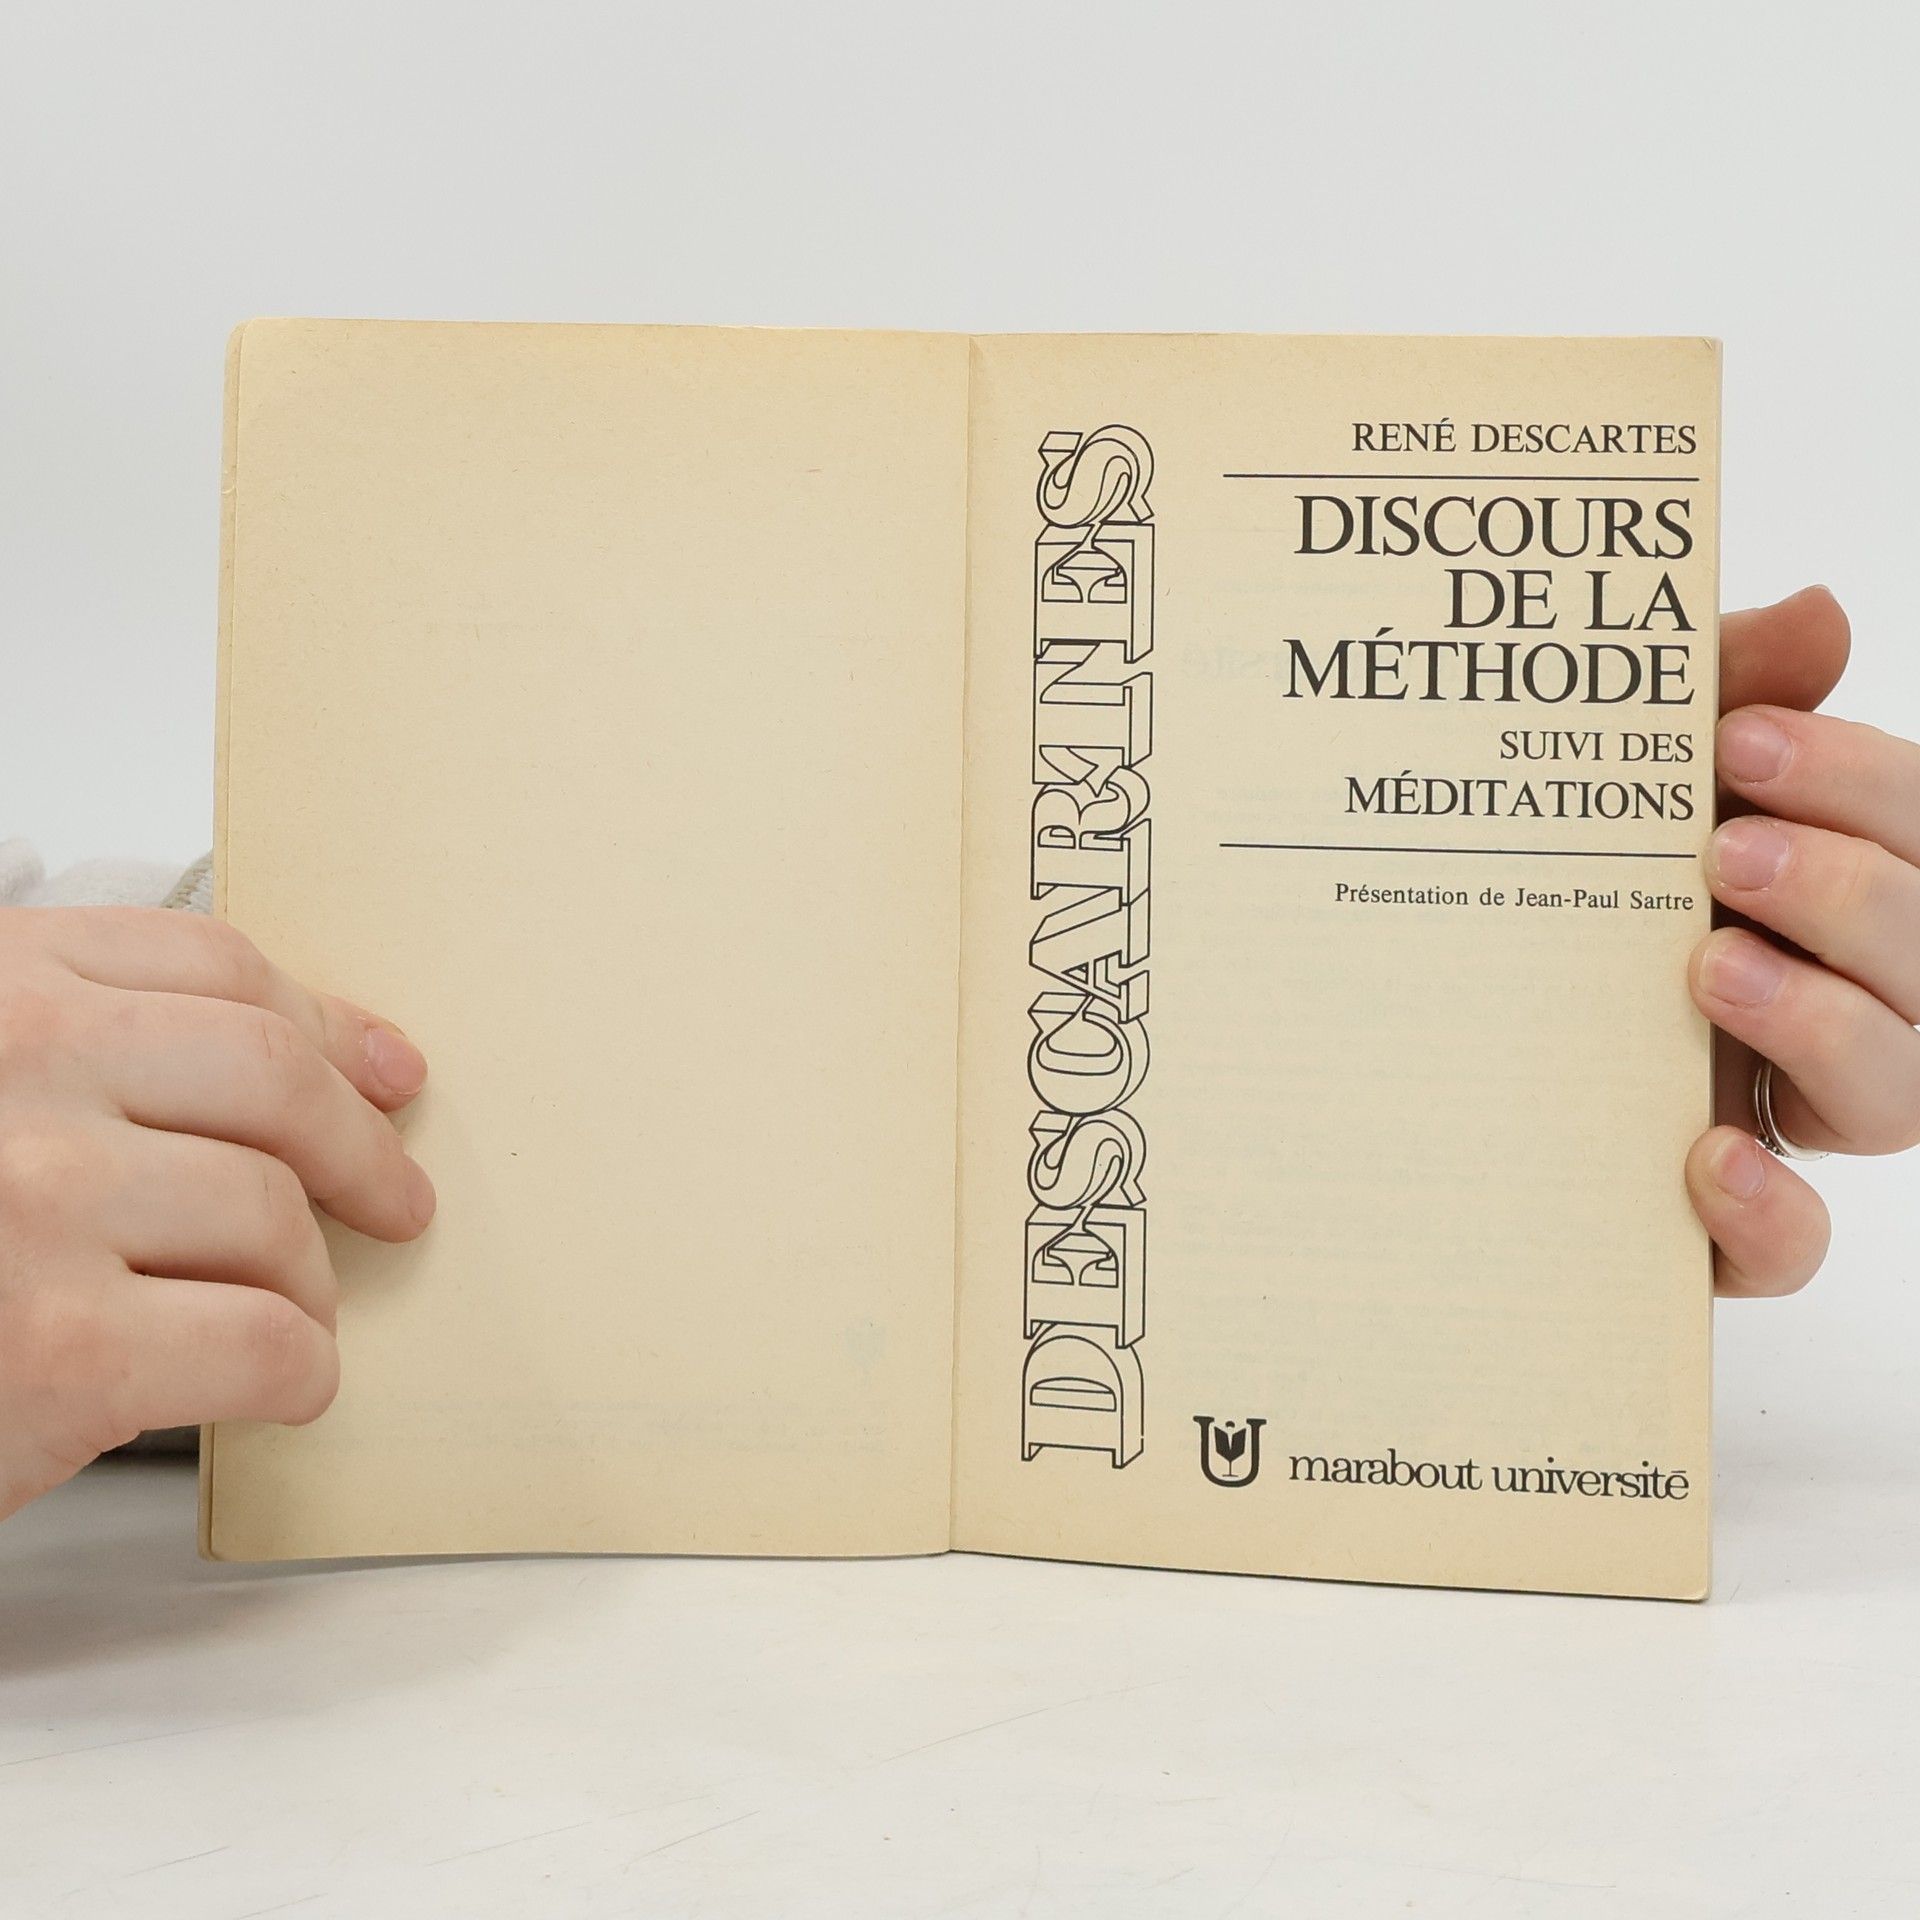 DESCARTES
RENÉ DESCARTES
DISCOURS
DE LA
MÉTHODE
SUIVI DES
MÉDITATIONS
Présentation de Jean-Paul Sartre
marabout université